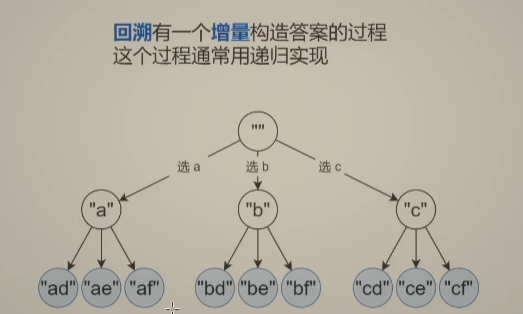 回溯有一个增量构造答案的过程
这个过程通常用递归实现
""
选 a
选 b
选 c
"a"
"b"
"c"
"ad"
"ae"
"af"
"bd"
"be"
"bf"
"cd"
"ce"
"cf"